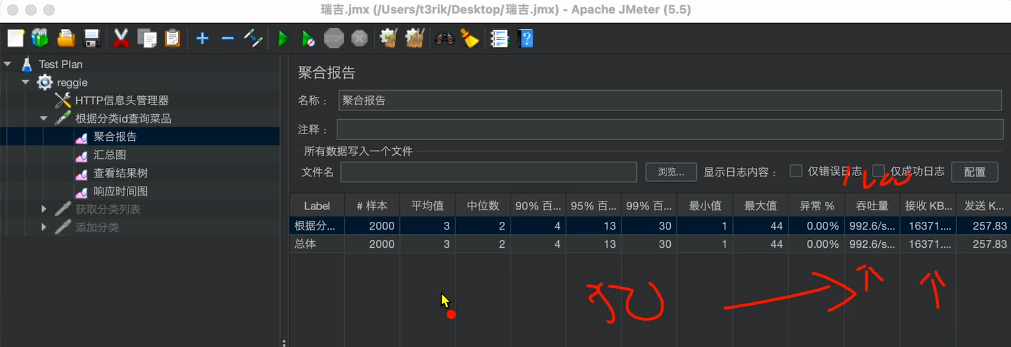 瑞吉.jmx (/Users/t3rik/Desktop/瑞吉.jmx) - Apache JMeter (5.5)
Test Plan
reggie
HTTP信息头管理器
根据分类id查询菜品
聚合报告
汇总图
查看结果树
响应时间图
获取分类列表
添加分类
聚合报告
名称： 聚合报告
注释：
所有数据写入一个文件
文件名 浏览... 显示日志内容： 仅错误日志 仅成功日志 配置
Label # 样本 平均值 中位数 90% 百... 95% 百... 99% 百... 最小值 最大值 异常 % 吞吐量 接收 KB... 发送 K...
根据分... 2000 3 2 4 13 30 1 44 0.00% 992.6/s... 16371.... 257.83
总体 2000 3 2 4 13 30 1 44 0.00% 992.6/s... 16371.... 257.83